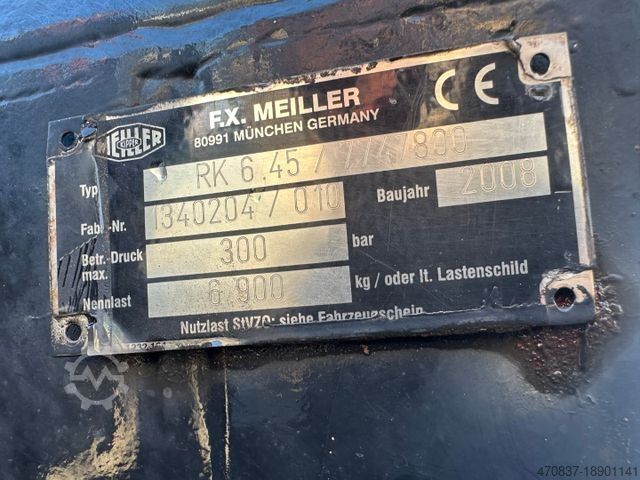 F.X. MEILLER
80991 MÜNCHEN GERMANY
MEILLER
KIPPER
CE
Typ RK 6.45 / 774/800
Fabr.-Nr. 1340204 / 010 Baujahr 2008
Betr.-Druck max. 300 bar
Nennlast 6 900 kg / oder lt. Lastenschild
Nutzlast StVZO: siehe Fahrzeugschein
470837-18901141